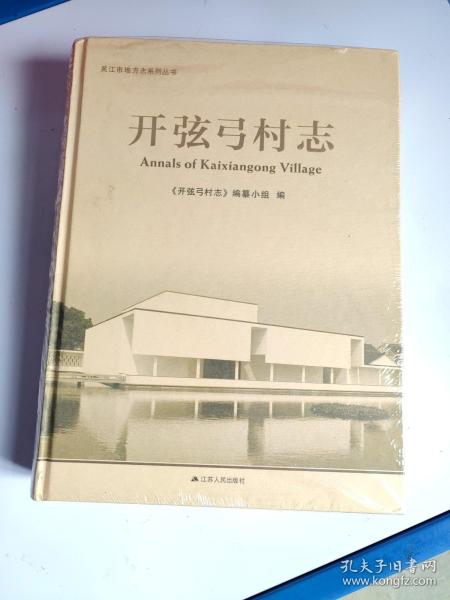 吴江市地方志系列丛书
开弦弓村志
Annals of Kaixiangong Village
《开弦弓村志》编纂小组 编
江苏人民出版社
孔夫子旧书网
www.kongfz.com